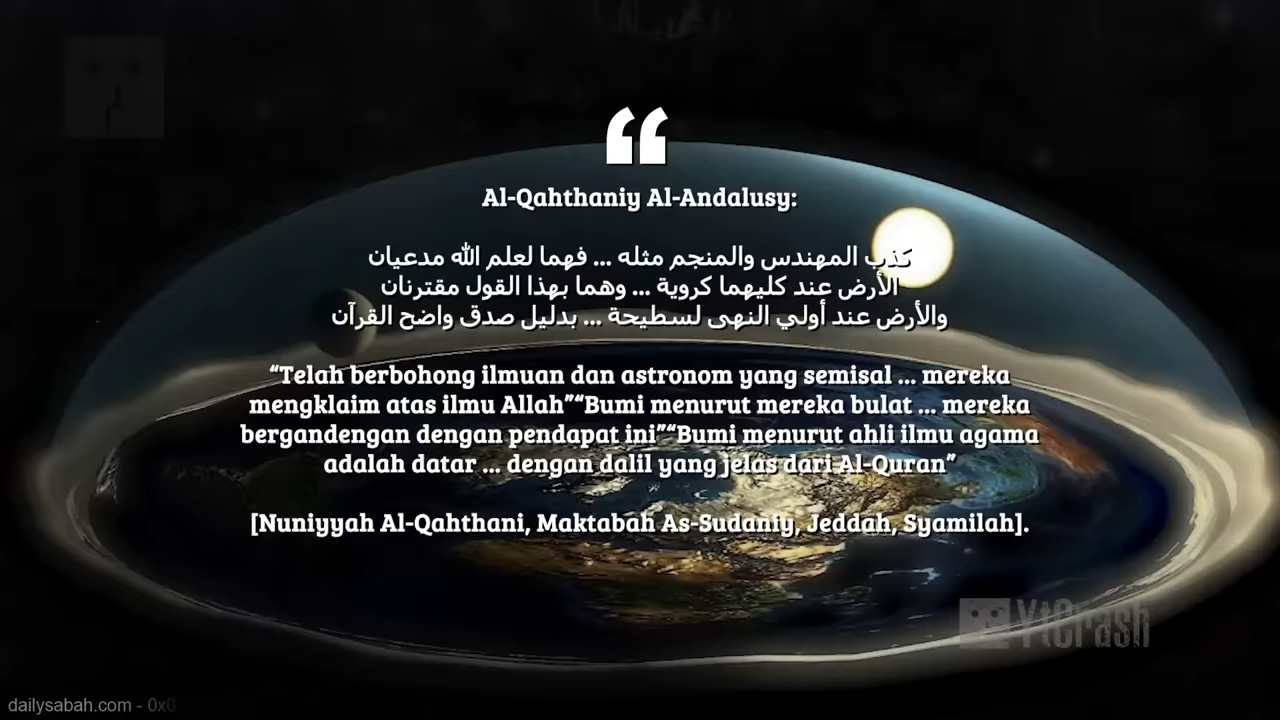 Al-Qahthaniy Al-Andalusy:
كذب المهندس والمنجم مثله ... فهما لعلم الله مدعيان
الأرض عند كليهما كروية ... وهما بهذا القول مقترنان
والأرض عند أولي النهى لسطيحة ... بدليل صدق واضح القرآن
“Telah berbohong ilmuan dan astronom yang semisal ... mereka
mengklaim atas ilmu Allah”“Bumi menurut mereka bulat ... mereka
bergandengan dengan pendapat ini”“Bumi menurut ahli ilmu agama
adalah datar ... dengan dalil yang jelas dari Al-Quran”
[Nuniyyah Al-Qahthani, Maktabah As-Sudaniy, Jeddah, Syamilah].
YtCrash
dailysabah.com - 0x0